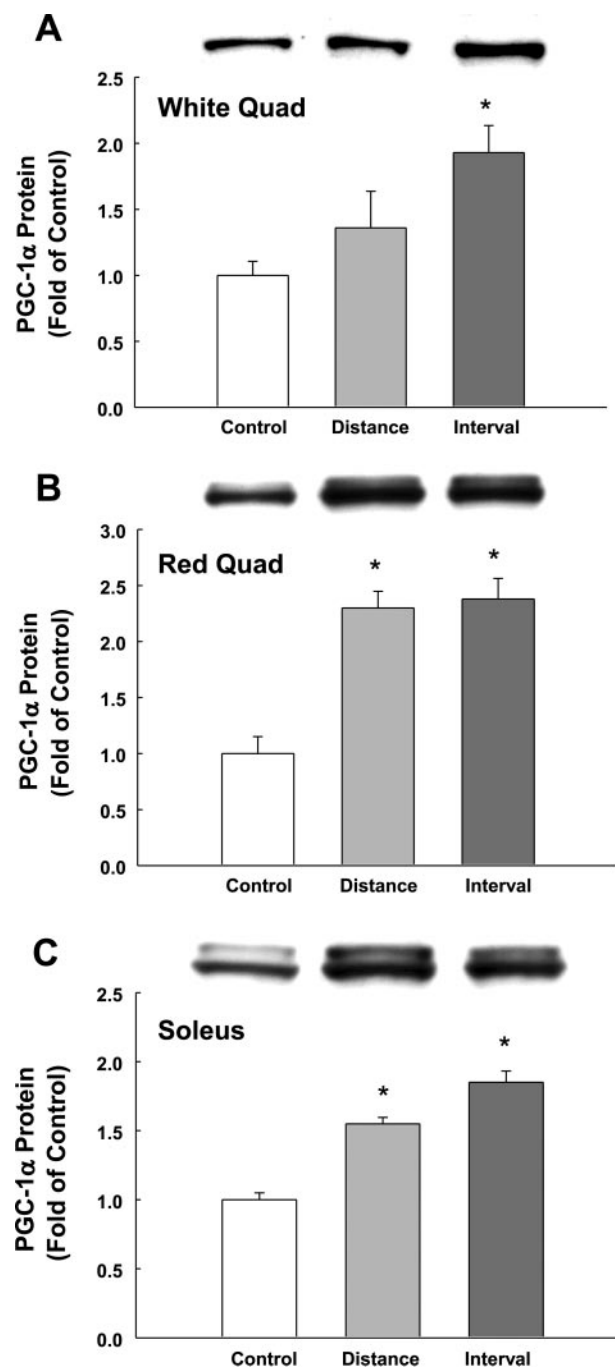 A
White Quad
*
PGC-1α Protein
(Fold of Control)
2.5
2.0
1.5
1.0
0.5
0.0
Control Distance Interval
B
Red Quad
* *
PGC-1α Protein
(Fold of Control)
3.0
2.5
2.0
1.5
1.0
0.5
0.0
Control Distance Interval
C
Soleus
* *
PGC-1α Protein
(Fold of Control)
2.5
2.0
1.5
1.0
0.5
0.0
Control Distance Interval